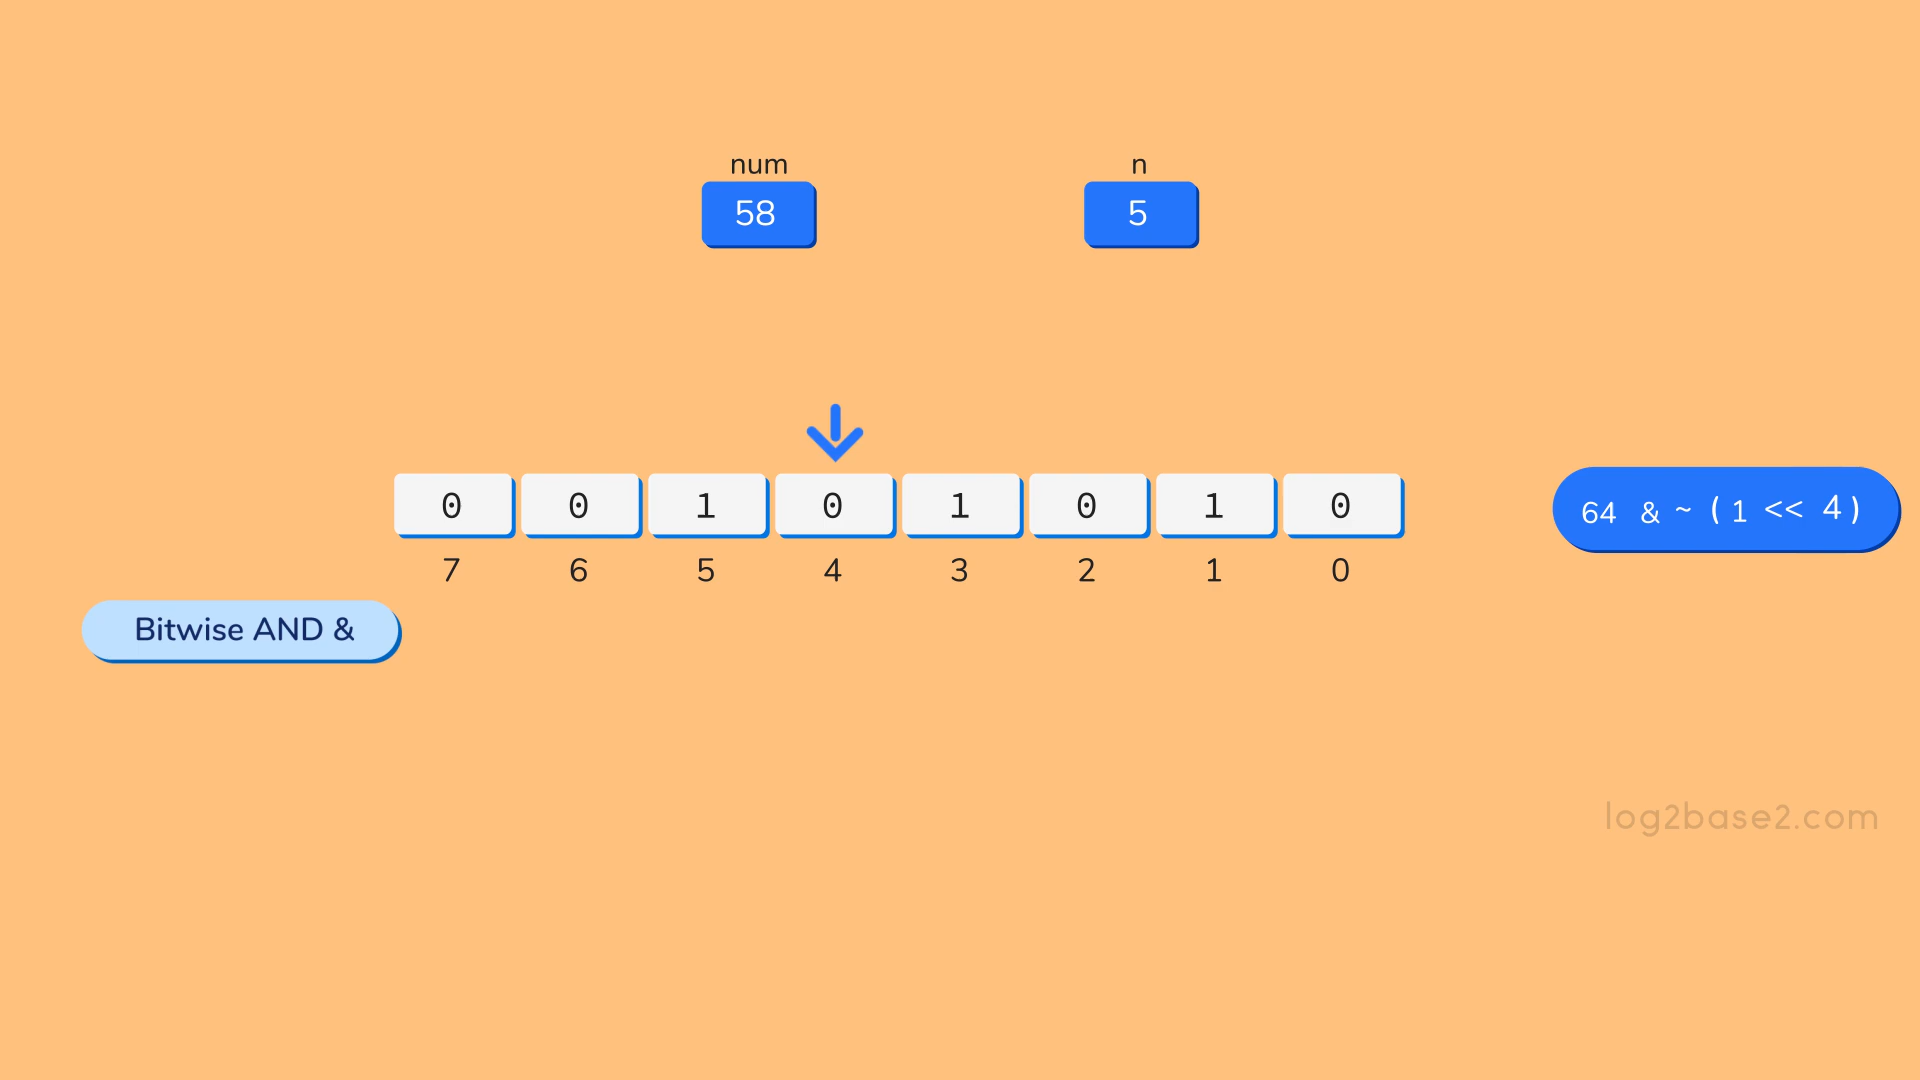 num n
58 5
0 0 1 0 1 0 1 0
64 & ~ ( 1 << 4 )
7 6 5 4 3 2 1 0
Bitwise AND &
log2base2.com